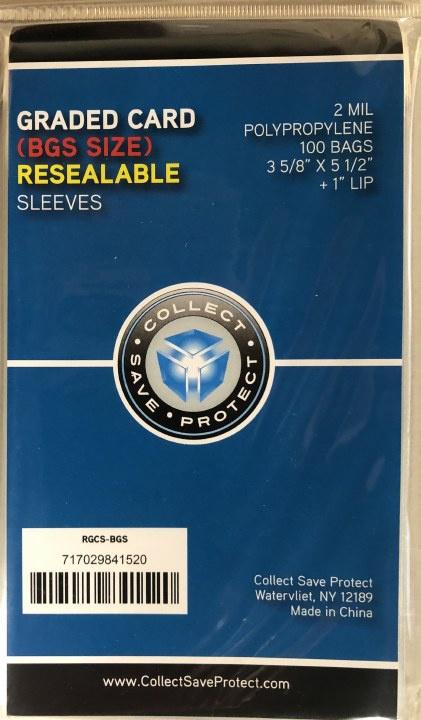 GRADED CARD
(BGS SIZE)
RESEALABLE
SLEEVES
2 MIL
POLYPROPYLENE
100 BAGS
3 5/8" X 5 1/2"
+ 1" LIP
COLLECT • SAVE • PROTECT •
RGCS-BGS
717029841520
Collect Save Protect
Watervliet, NY 12189
Made in China
www.CollectSaveProtect.com